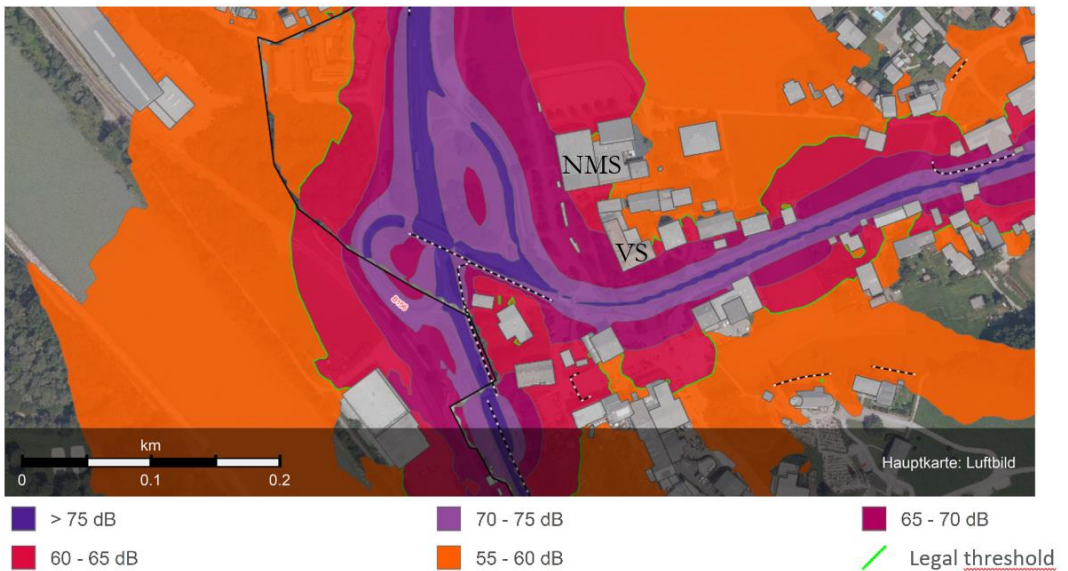 NMS
VS
km
0 0.1 0.2
Hauptkarte: Luftbild
> 75 dB 70 - 75 dB 65 - 70 dB
60 - 65 dB 55 - 60 dB Legal threshold